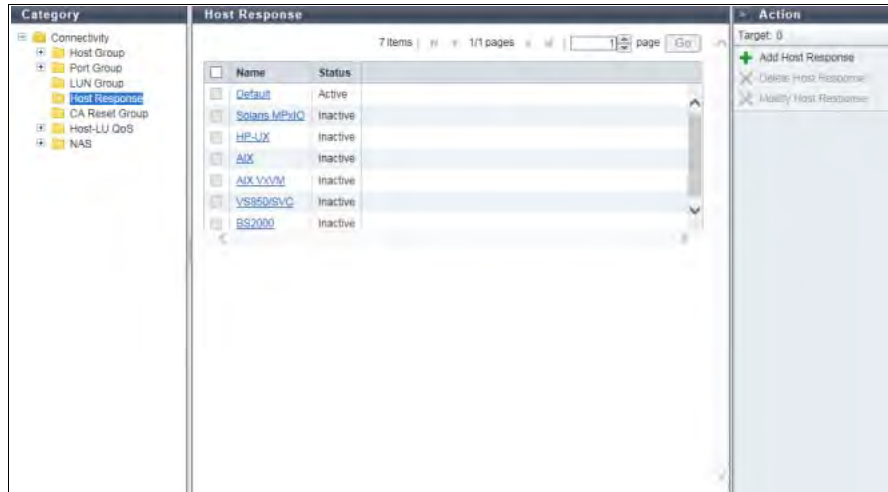 Category
Connectivity
Host Group
Port Group
LUN Group
Host Response
CA Reset Group
Host-LU QoS
NAS
Host Response
7 items 1/1 pages 1 page Go
Name Status
Default Active
Solaris MPxIO Inactive
HP-UX Inactive
AIX Inactive
AIX VxVM Inactive
VS850/SVC Inactive
BS2000 Inactive
Action
Target: 0
Add Host Response
Delete Host Response
Modify Host Response